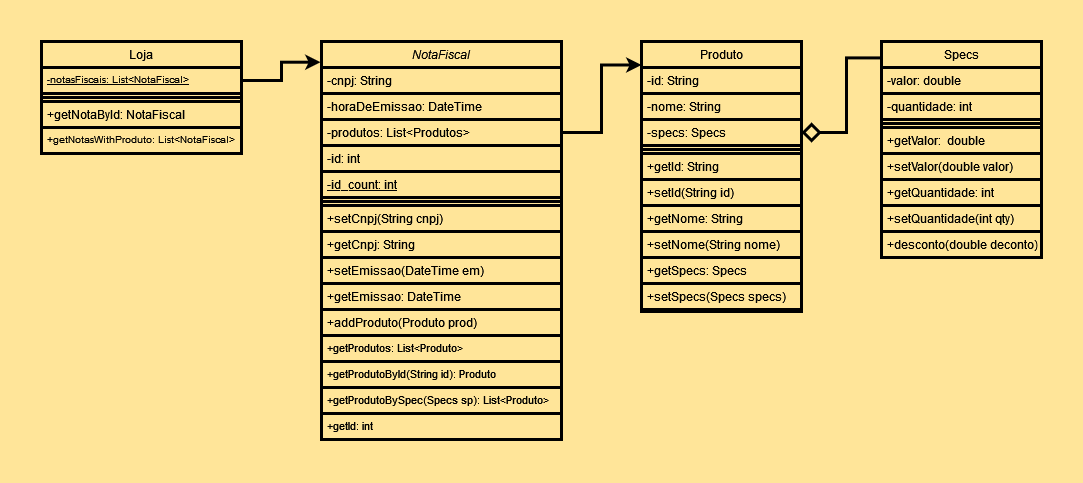 Loja
-notasFiscais: List<NotaFiscal>
+getNotaById: NotaFiscal
+getNotasWithProduto: List<NotaFiscal>
NotaFiscal
-cnpj: String
-horaDeEmissao: DateTime
-produtos: List<Produtos>
-id: int
-id_count: int
+setCnpj(String cnpj)
+getCnpj: String
+setEmissao(DateTime em)
+getEmissao: DateTime
+addProduto(Produto prod)
+getProdutos: List<Produto>
+getProdutoById(String id): Produto
+getProdutoBySpec(Specs sp): List<Produto>
+getId: int
Produto
-id: String
-nome: String
-specs: Specs
+getId: String
+setId(String id)
+getNome: String
+setNome(String nome)
+getSpecs: Specs
+setSpecs(Specs specs)
Specs
-valor: double
-quantidade: int
+getValor:  double
+setValor(double valor)
+getQuantidade: int
+setQuantidade(int qty)
+desconto(double deconto)